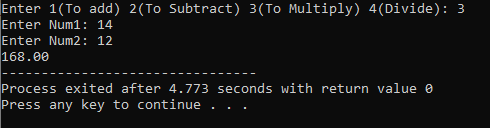 Enter 1(To add) 2(To Subtract) 3(To Multiply) 4(Divide): 3
Enter Num1: 14
Enter Num2: 12
168.00
--------------------------------
Process exited after 4.773 seconds with return value 0
Press any key to continue . . .